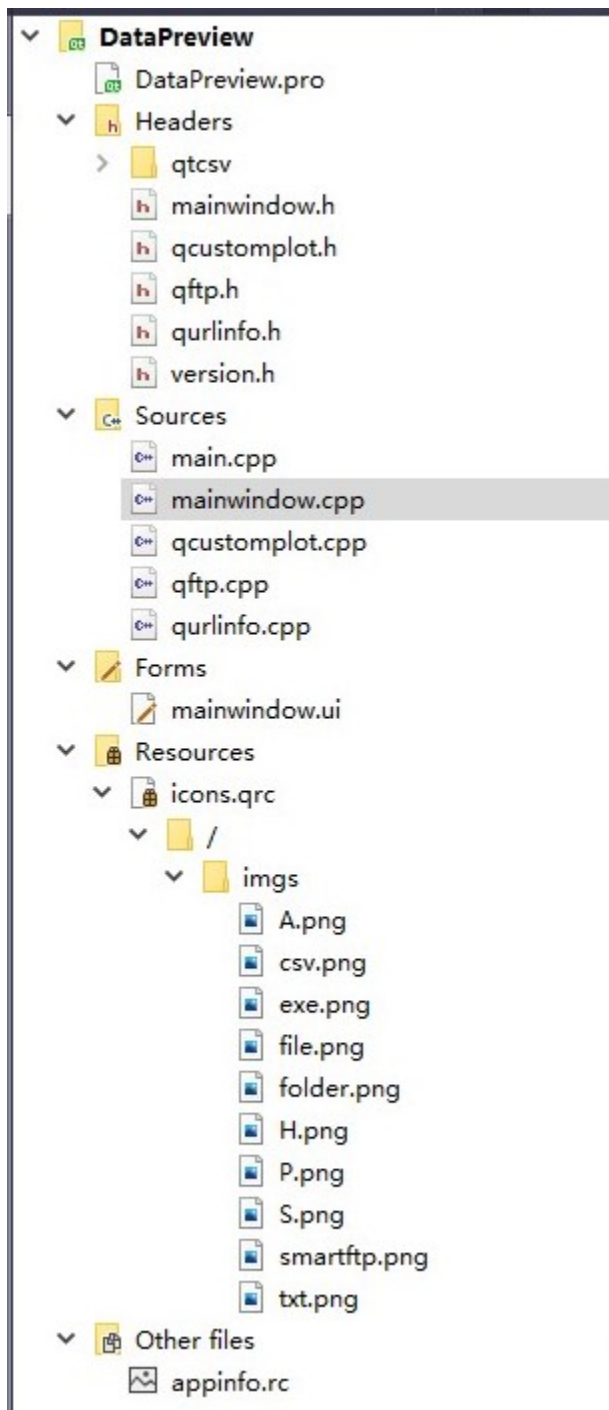 DataPreview
DataPreview.pro
Headers
qtcsv
mainwindow.h
qcustomplot.h
qftp.h
qurlinfo.h
version.h
Sources
main.cpp
mainwindow.cpp
qcustomplot.cpp
qftp.cpp
qurlinfo.cpp
Forms
mainwindow.ui
Resources
icons.qrc
/
imgs
A.png
csv.png
exe.png
file.png
folder.png
H.png
P.png
S.png
smartftp.png
txt.png
Other files
appinfo.rc